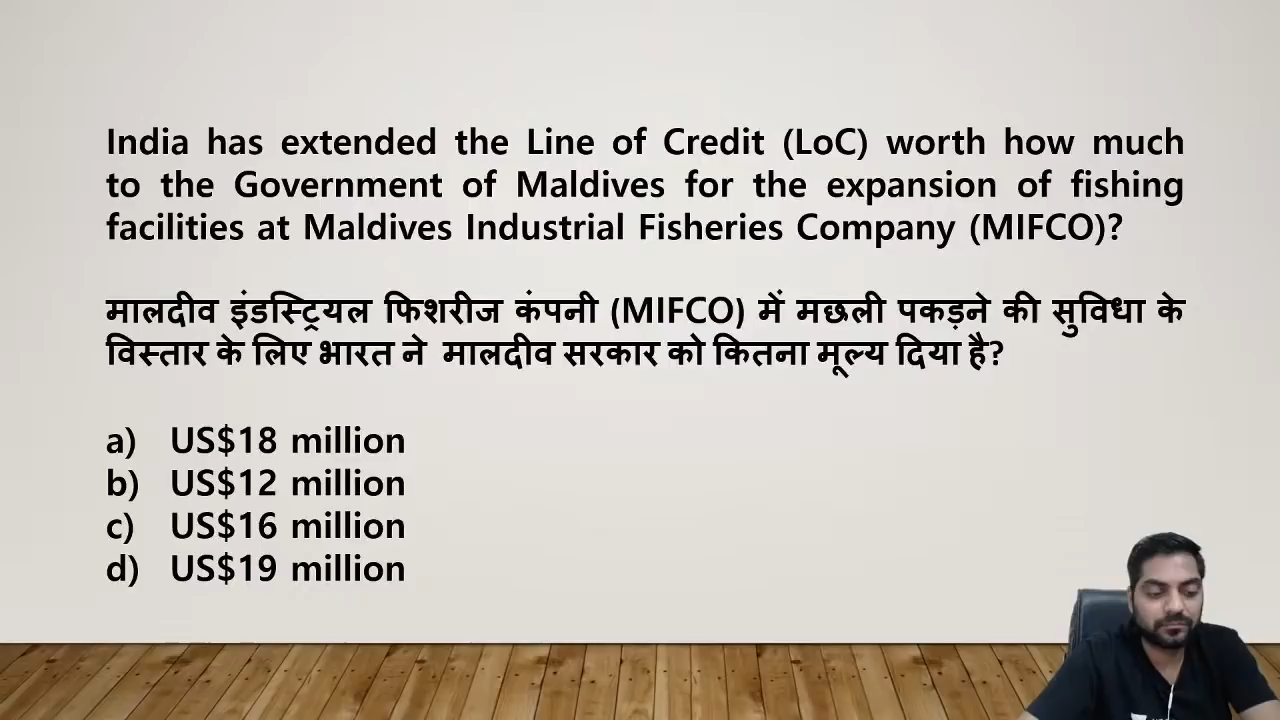 India has extended the Line of Credit (LoC) worth how much
to the Government of Maldives for the expansion of fishing
facilities at Maldives Industrial Fisheries Company (MIFCO)?
मालदीव इंडस्ट्रियल फिशरीज कंपनी (MIFCO) में मछली पकड़ने की सुविधा के
विस्तार के लिए भारत ने मालदीव सरकार को कितना मूल्य दिया है?
a) US$18 million
b) US$12 million
c) US$16 million
d) US$19 million